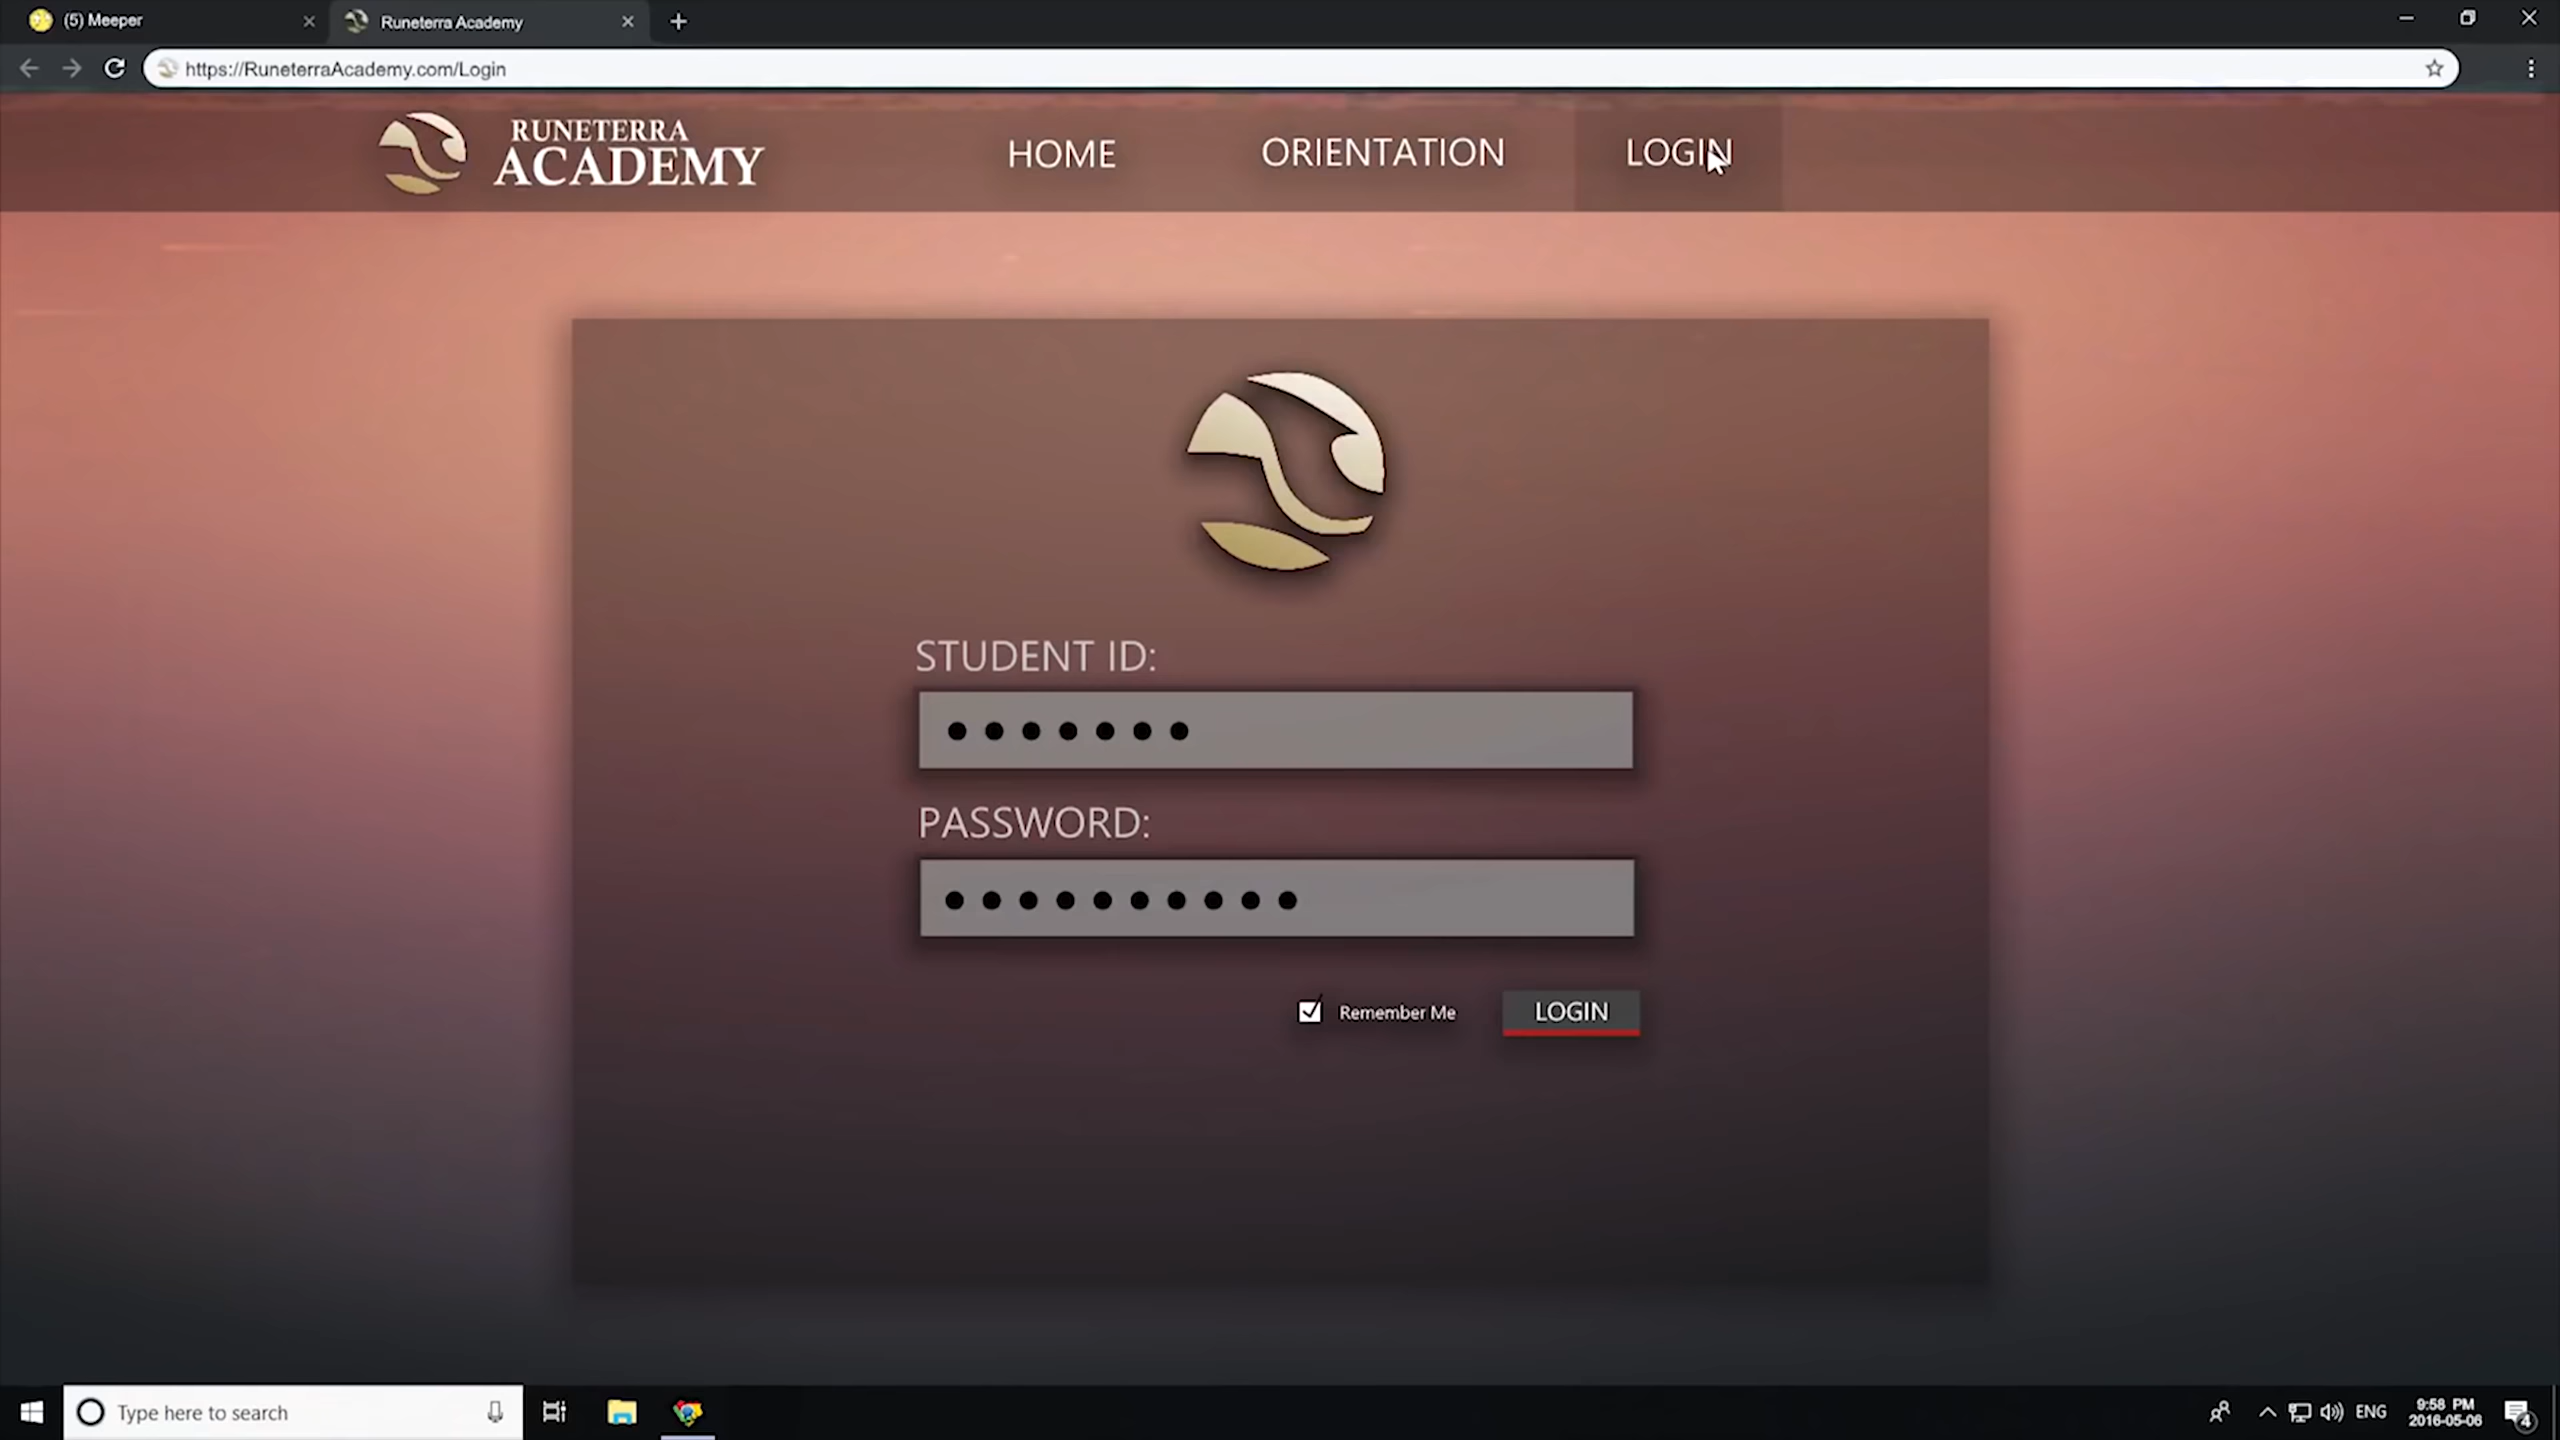 (5) Meeper
Runeterra Academy
https://RuneterraAcademy.com/Login
RUNETERRA
ACADEMY
HOME
ORIENTATION
LOGIN
STUDENT ID:
PASSWORD:
Remember Me
LOGIN
Type here to search
ENG
9:58 PM
2016-05-06
4